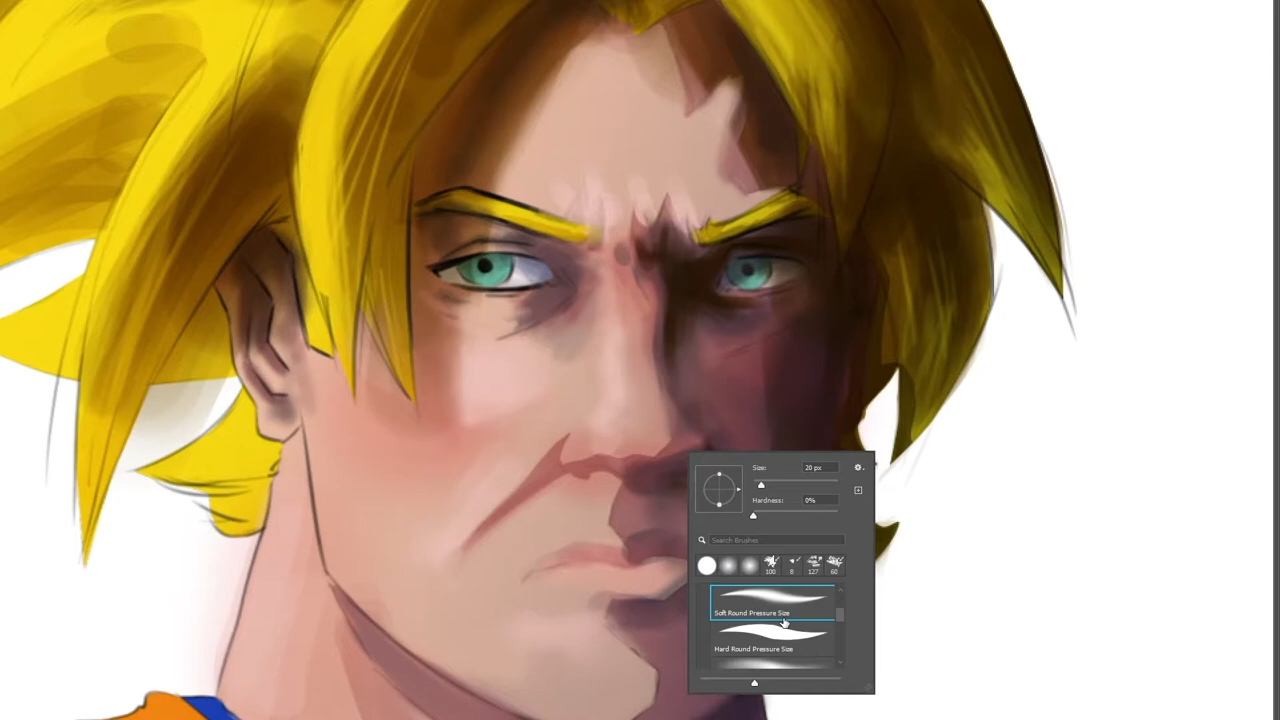 Size: 20 px
Hardness: 0%
Search Brushes
100 8 127 60
Soft Round Pressure Size
Hard Round Pressure Size